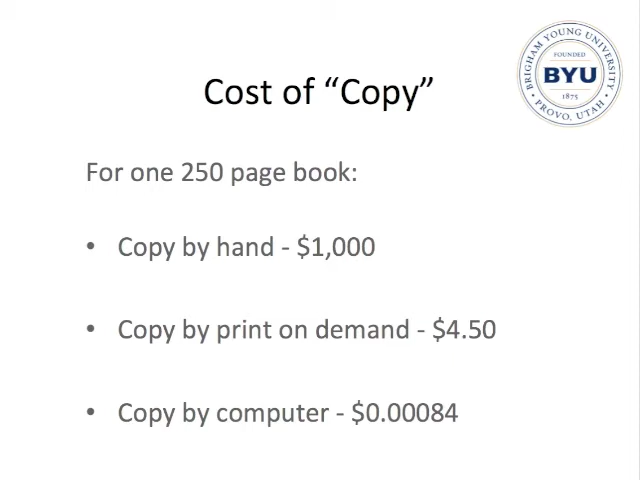 BRIGHAM YOUNG UNIVERSITY
FOUNDED
BYU
1875
PROVO, UTAH
Cost of “Copy”
For one 250 page book:
• Copy by hand - $1,000
• Copy by print on demand - $4.50
• Copy by computer - $0.00084